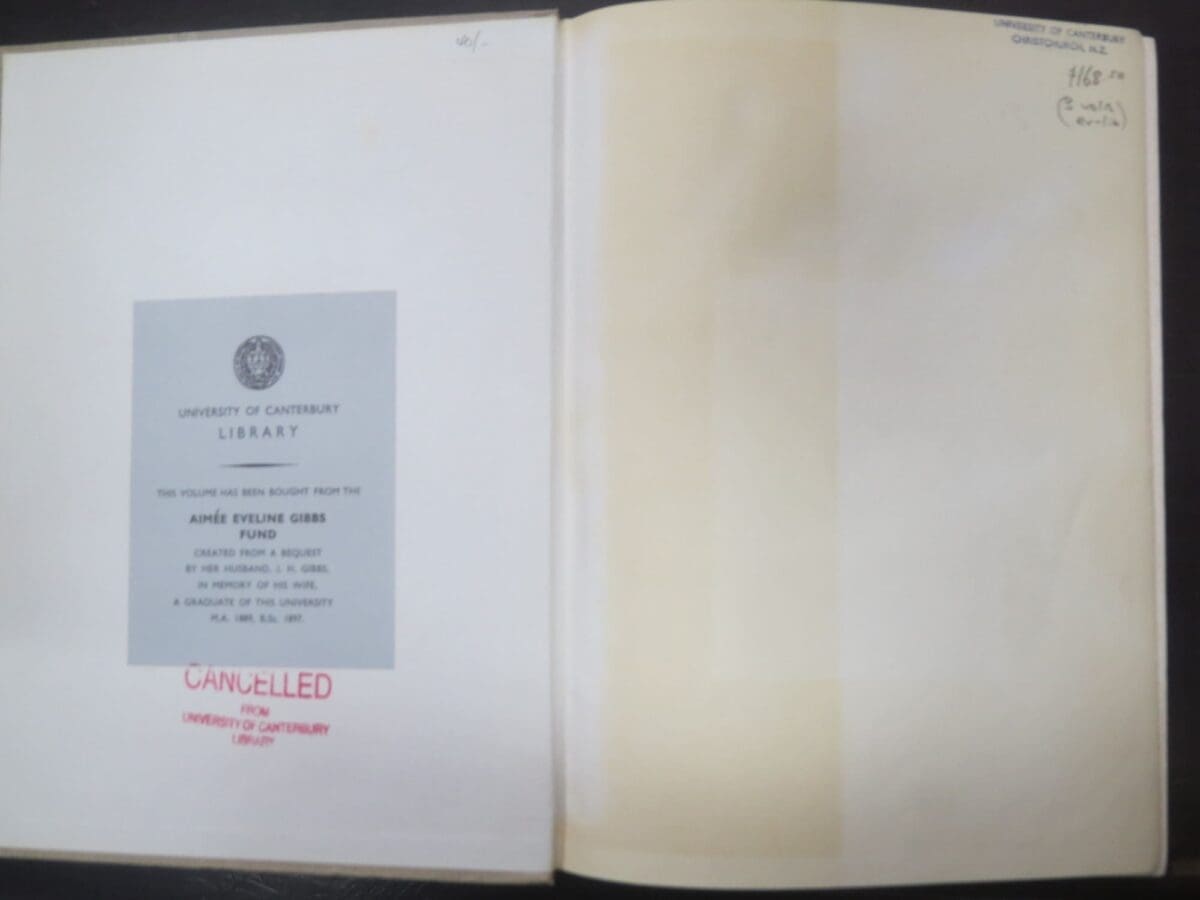 40/-
UNIVERSITY OF CANTERBURY
LIBRARY
THIS VOLUME HAS BEEN BOUGHT FROM THE
AIMÉE EVELINE GIBBS
FUND
CREATED FROM A BEQUEST
BY HER HUSBAND, J. H. GIBBS,
IN MEMORY OF HIS WIFE,
A GRADUATE OF THIS UNIVERSITY
M.A. 1889, B.Sc. 1897.
CANCELLED
FROM
UNIVERSITY OF CANTERBURY
LIBRARY
UNIVERSITY OF CANTERBURY
CHRISTCHURCH, N.Z.